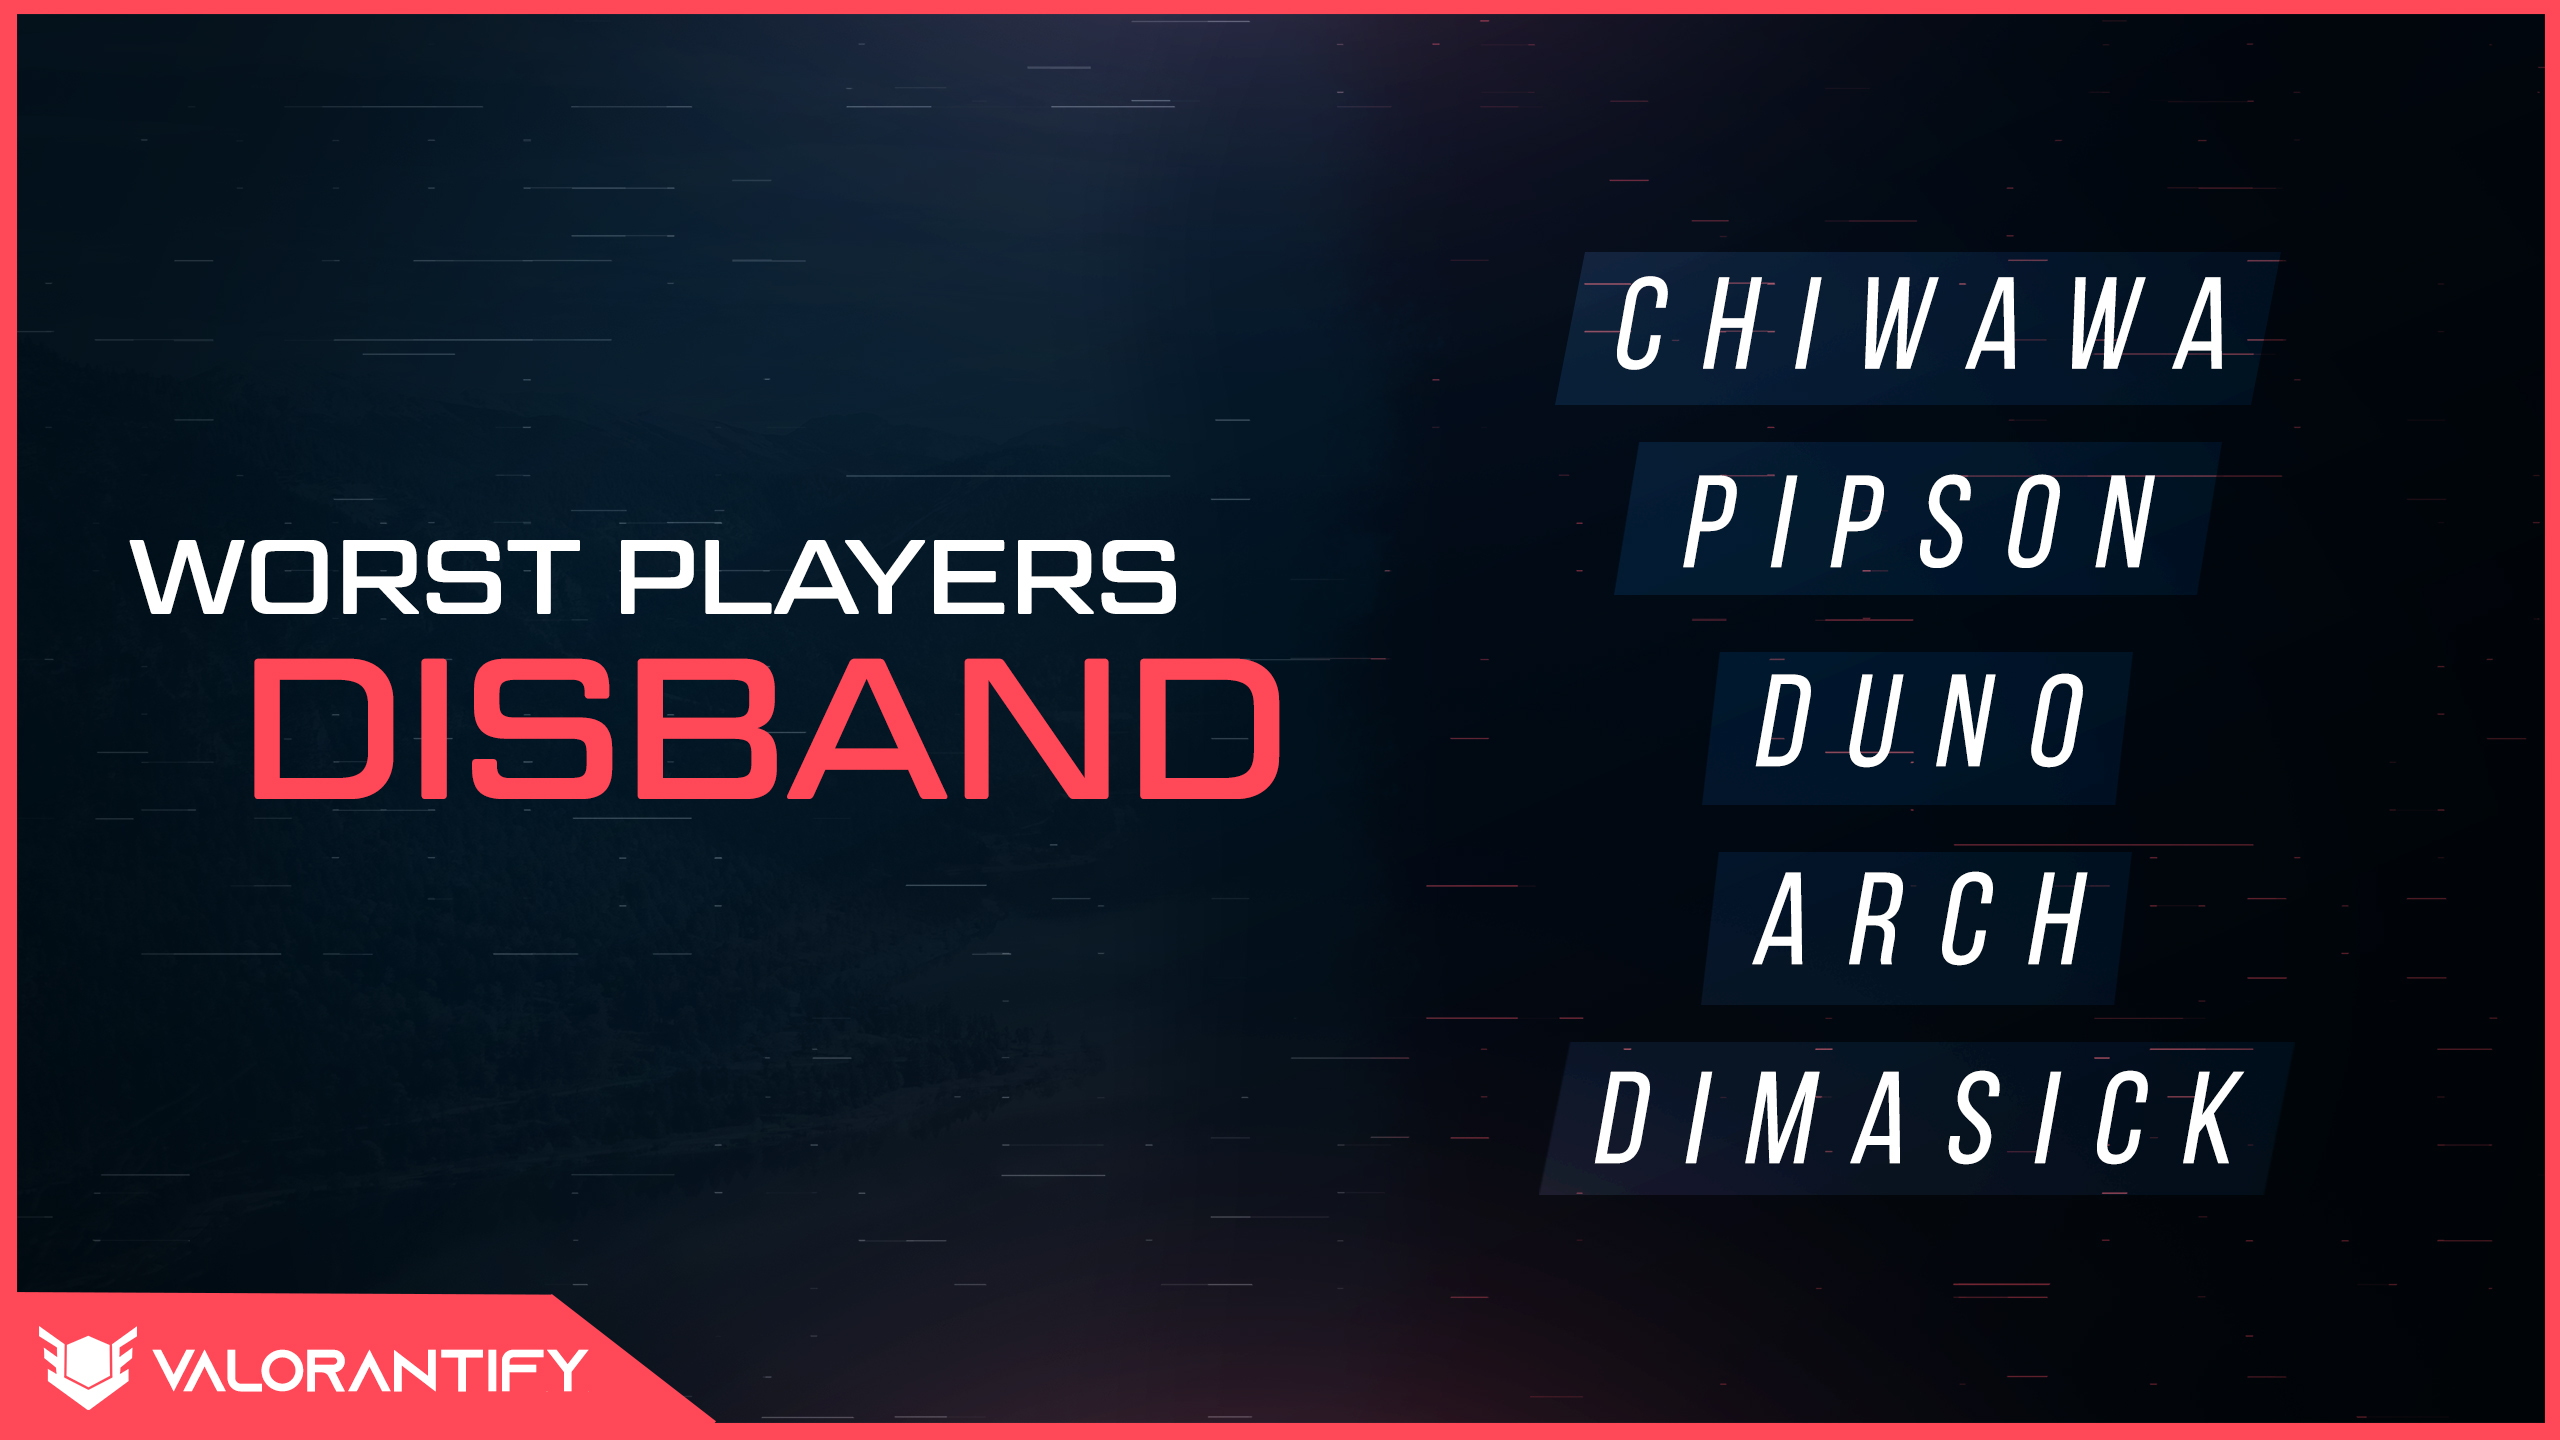 WORST PLAYERS
DISBAND
CHIWAWA
PIPSON
DUNO
ARCH
DIMASICK
VALORANTIFY